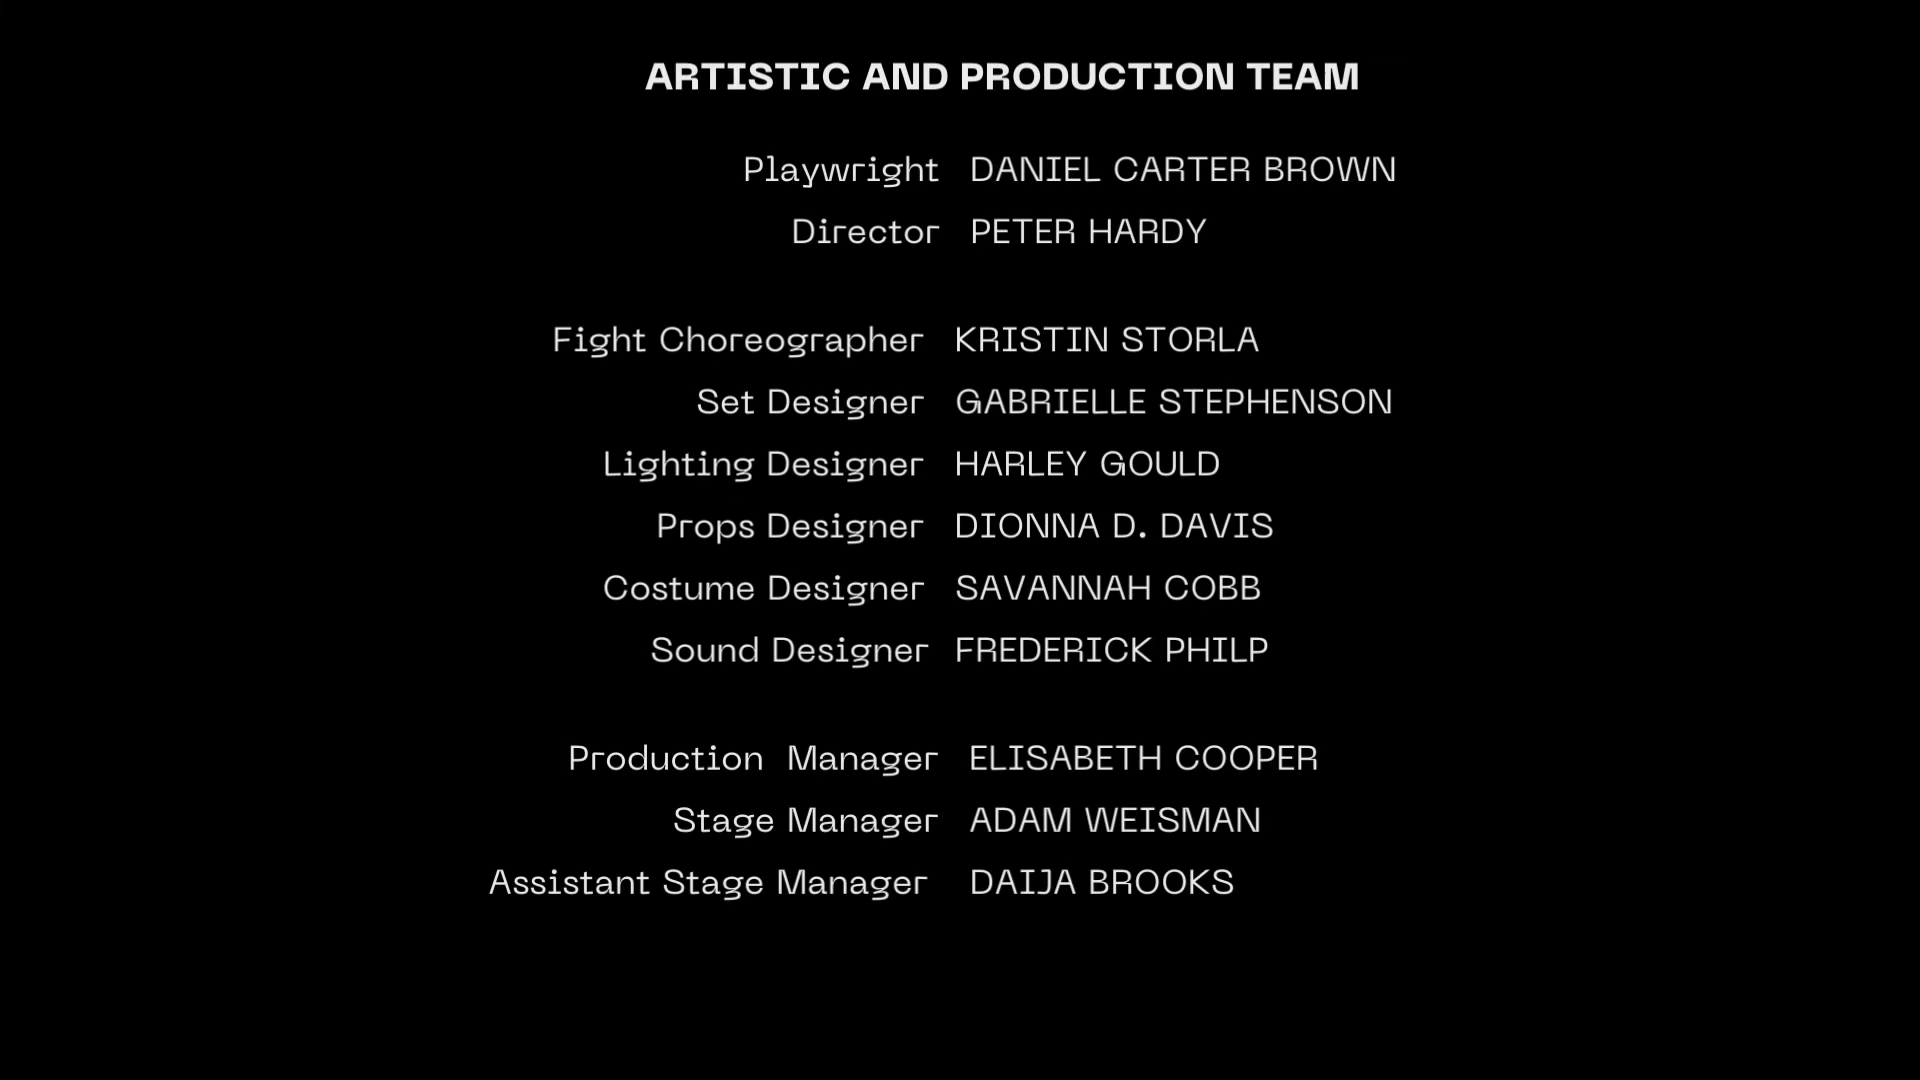 ARTISTIC AND PRODUCTION TEAM
Playwright DANIEL CARTER BROWN
Director PETER HARDY
Fight Choreographer KRISTIN STORLA
Set Designer GABRIELLE STEPHENSON
Lighting Designer HARLEY GOULD
Props Designer DIONNA D. DAVIS
Costume Designer SAVANNAH COBB
Sound Designer FREDERICK PHILP
Production Manager ELISABETH COOPER
Stage Manager ADAM WEISMAN
Assistant Stage Manager DAIJA BROOKS